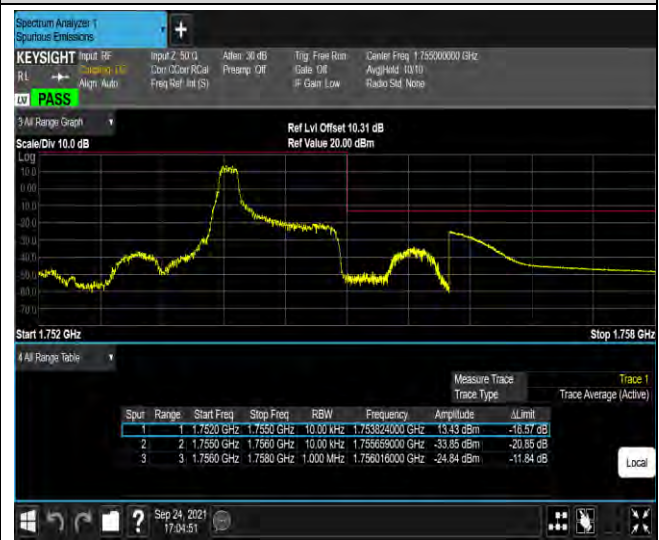 Spectrum Analyzer 1
Spurious Emissions
+
KEYSIGHT Input: RF Input Z: 50 Ω Atten: 30 dB Trig: Free Run Center Freq: 1.755000000 GHz
RL Coupling: DC Corr CCorr RCal Preamp: Off Gate: Off Avg|Hold: 10/10
Align: Auto Freq Ref: Int (S) IF Gain: Low Radio Std: None
LV PASS
3 All Range Graph
Ref Lvl Offset 10.31 dB
Scale/Div 10.0 dB Ref Value 20.00 dBm
Log
10.0
0.00
-10.0
-20.0
-30.0
-40.0
-50.0
-60.0
-70.0
Start 1.752 GHz Stop 1.758 GHz
4 All Range Table
Measure Trace Trace 1
Trace Type Trace Average (Active)
Spur Range Start Freq Stop Freq RBW Frequency Amplitude ΔLimit
1 1 1.7520 GHz 1.7550 GHz 10.00 kHz 1.753824000 GHz 13.43 dBm -16.57 dB
2 2 1.7550 GHz 1.7560 GHz 10.00 kHz 1.755659000 GHz -33.85 dBm -20.85 dB
3 3 1.7560 GHz 1.7580 GHz 1.000 MHz 1.756016000 GHz -24.84 dBm -11.84 dB
Local
? Sep 24, 2021
17:04:51